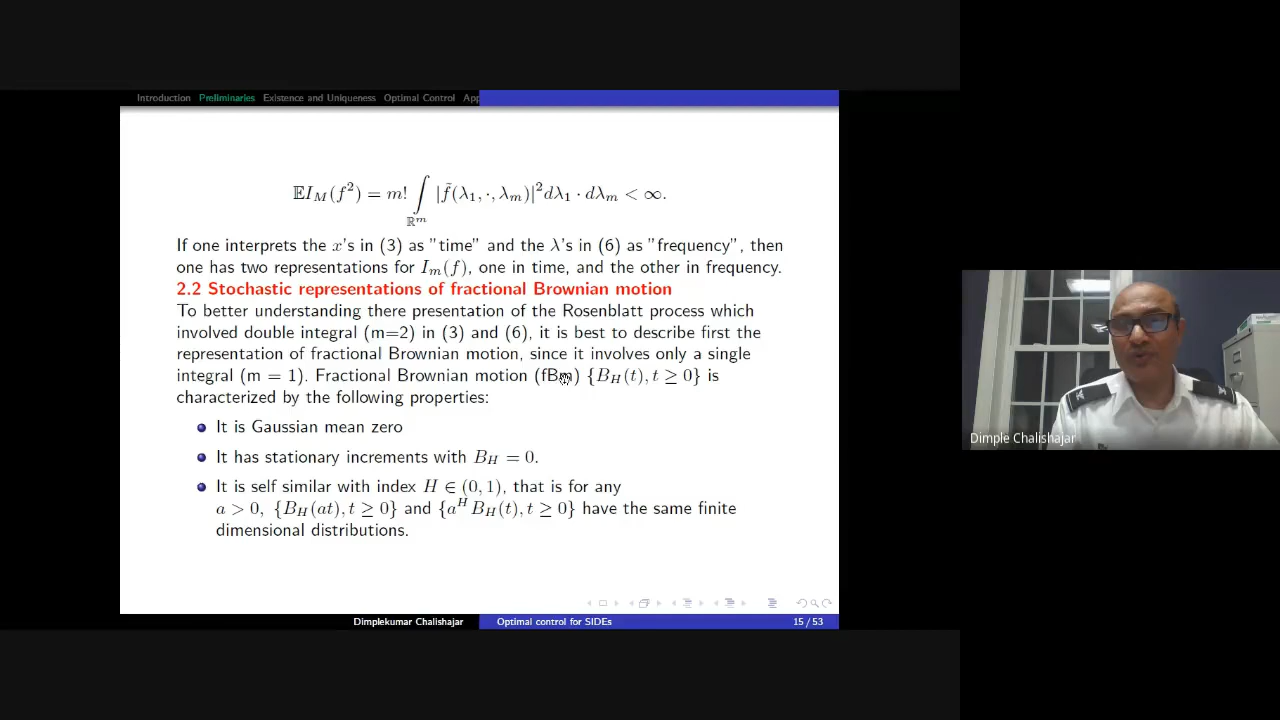 Introduction Preliminaries Existence and Uniqueness Optimal Control App
𝔼I_M(f²) = m! ∫_{ℝ^m} |f̃(λ₁, ·, λ_m)|² dλ₁ · dλ_m < ∞.
If one interprets the x's in (3) as "time" and the λ's in (6) as "frequency", then
one has two representations for I_m(f), one in time, and the other in frequency.
2.2 Stochastic representations of fractional Brownian motion
To better understanding there presentation of the Rosenblatt process which
involved double integral (m=2) in (3) and (6), it is best to describe first the
representation of fractional Brownian motion, since it involves only a single
integral (m = 1). Fractional Brownian motion (fBm) {B_H(t), t ≥ 0} is
characterized by the following properties:
It is Gaussian mean zero
It has stationary increments with B_H = 0.
It is self similar with index H ∈ (0, 1), that is for any
a > 0, {B_H(at), t ≥ 0} and {a^H B_H(t), t ≥ 0} have the same finite
dimensional distributions.
Dimplekumar Chalishajar Optimal control for SIDEs 15 / 53
Dimple Chalishajar